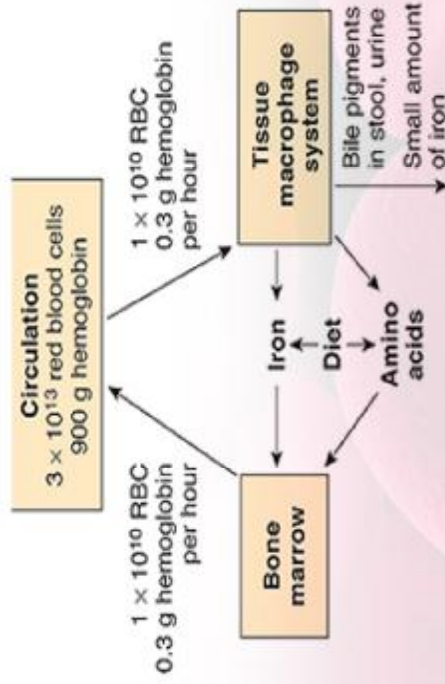 Circulation
3 × 10¹³ red blood cells
900 g hemoglobin
1 × 10¹⁰ RBC
0.3 g hemoglobin
per hour
1 × 10¹⁰ RBC
0.3 g hemoglobin
per hour
Bone
marrow
Iron
Diet
Amino
acids
Tissue
macrophage
system
Bile pigments
in stool, urine
Small amount
of iron